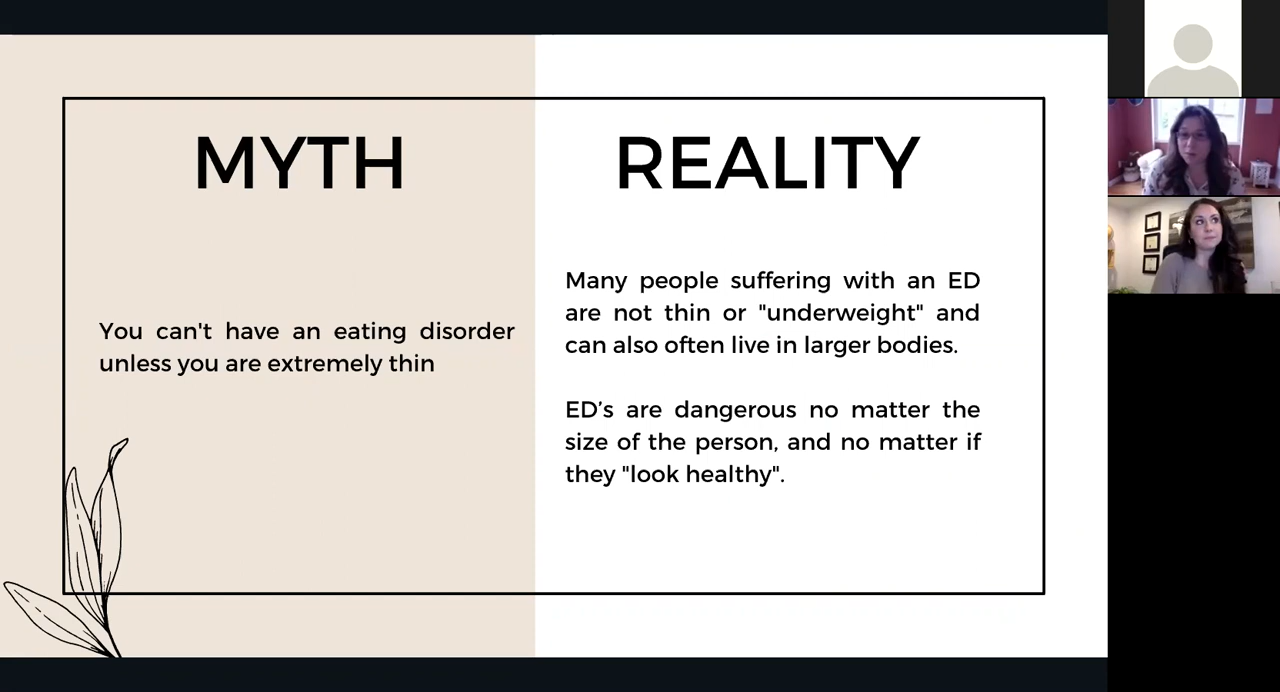 MYTH
You can't have an eating disorder
unless you are extremely thin
REALITY
Many people suffering with an ED
are not thin or "underweight" and
can also often live in larger bodies.
ED’s are dangerous no matter the
size of the person, and no matter if
they "look healthy".